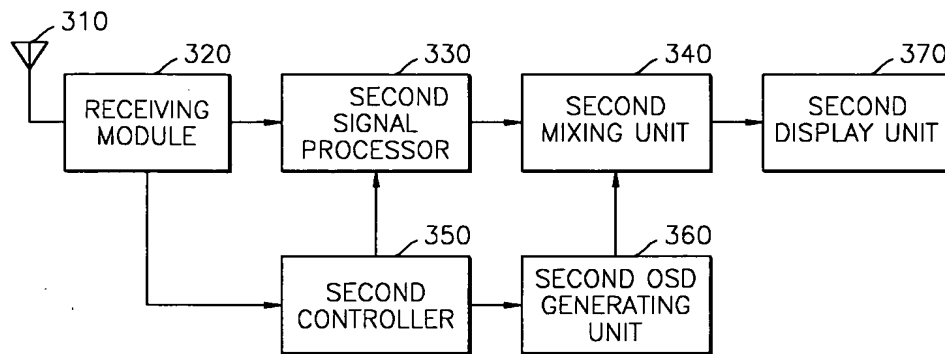 310
320
330
340
370
RECEIVING
MODULE
SECOND
SIGNAL
PROCESSOR
SECOND
MIXING UNIT
SECOND
DISPLAY UNIT
350
360
SECOND
CONTROLLER
SECOND OSD
GENERATING
UNIT